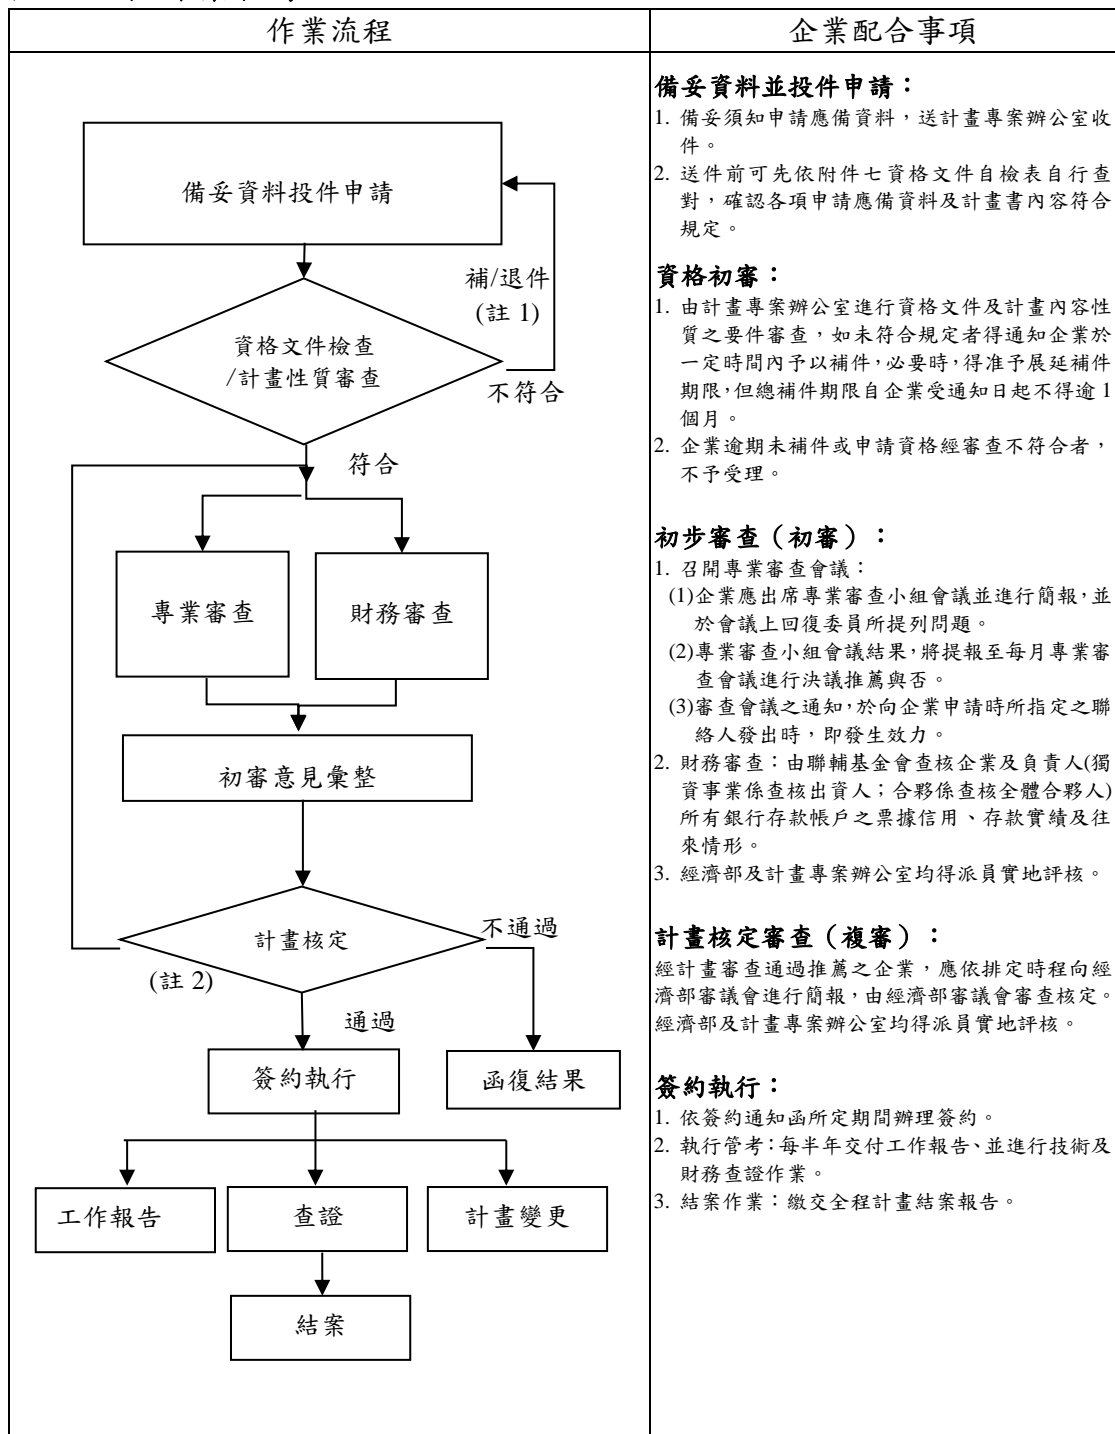 作業流程
企業配合事項
備妥資料投件申請
補/退件
(註 1)
資格文件檢查
/計畫性質審查
不符合
符合
專業審查
財務審查
初審意見彙整
計畫核定
不通過
(註 2)
通過
簽約執行
函復結果
工作報告
查證
計畫變更
結案
備妥資料並投件申請：
1. 備妥須知申請應備資料，送計畫專案辦公室收
件。
2. 送件前可先依附件七資格文件自檢表自行查
對，確認各項申請應備資料及計畫書內容符合
規定。
資格初審：
1. 由計畫專案辦公室進行資格文件及計畫內容性
質之要件審查，如未符合規定者得通知企業於
一定時間內予以補件，必要時，得准予展延補件
期限，但總補件期限自企業受通知日起不得逾 1
個月。
2. 企業逾期未補件或申請資格經審查不符合者，
不予受理。
初步審查（初審）：
1. 召開專業審查會議：
(1)企業應出席專業審查小組會議並進行簡報，並
於會議上回復委員所提列問題。
(2)專業審查小組會議結果，將提報至每月專業審
查會議進行決議推薦與否。
(3)審查會議之通知，於向企業申請時所指定之聯
絡人發出時，即發生效力。
2. 財務審查：由聯輔基金會查核企業及負責人(獨
資事業係查核出資人；合夥係查核全體合夥人)
所有銀行存款帳戶之票據信用、存款實績及往
來情形。
3. 經濟部及計畫專案辦公室均得派員實地評核。
計畫核定審查（複審）：
經計畫審查通過推薦之企業，應依排定時程向經
濟部審議會進行簡報，由經濟部審議會審查核定。
經濟部及計畫專案辦公室均得派員實地評核。
簽約執行：
1. 依簽約通知函所定期間辦理簽約。
2. 執行管考：每半年交付工作報告、並進行技術及
財務查證作業。
3. 結案作業：繳交全程計畫結案報告。